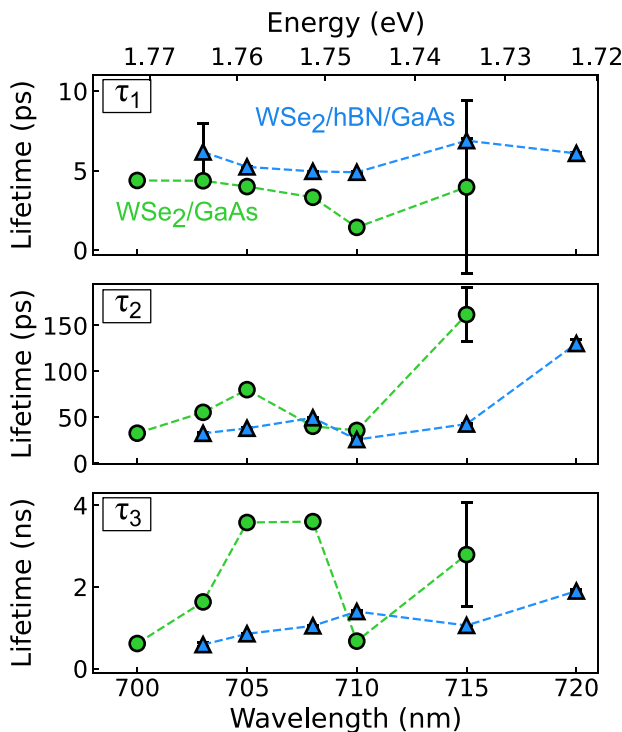 Energy (eV)
1.77 1.76 1.75 1.74 1.73 1.72
Lifetime (ps)
10
5
0
τ1
WSe2/hBN/GaAs
WSe2/GaAs
Lifetime (ps)
150
100
50
0
τ2
Lifetime (ns)
4
2
0
τ3
700 705 710 715 720
Wavelength (nm)